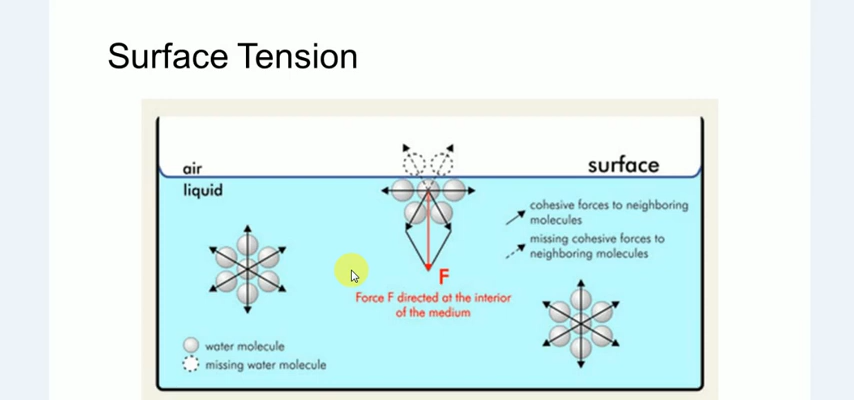 Surface Tension
air
surface
liquid
cohesive forces to neighboring
molecules
missing cohesive forces to
neighboring molecules
F
Force F directed at the interior
of the medium
water molecule
missing water molecule